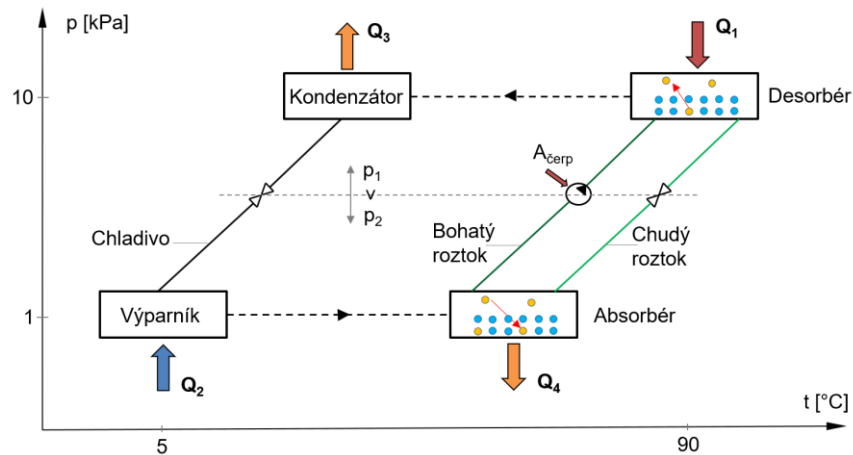 p [kPa]
Q₃
Q₁
10
Kondenzátor
Desorbér
Ačerp
p₁
v
p₂
Bohatý
roztok
Chudý
roztok
Chladivo
1
Výparník
Absorbér
Q₂
Q₄
t [°C]
5
90